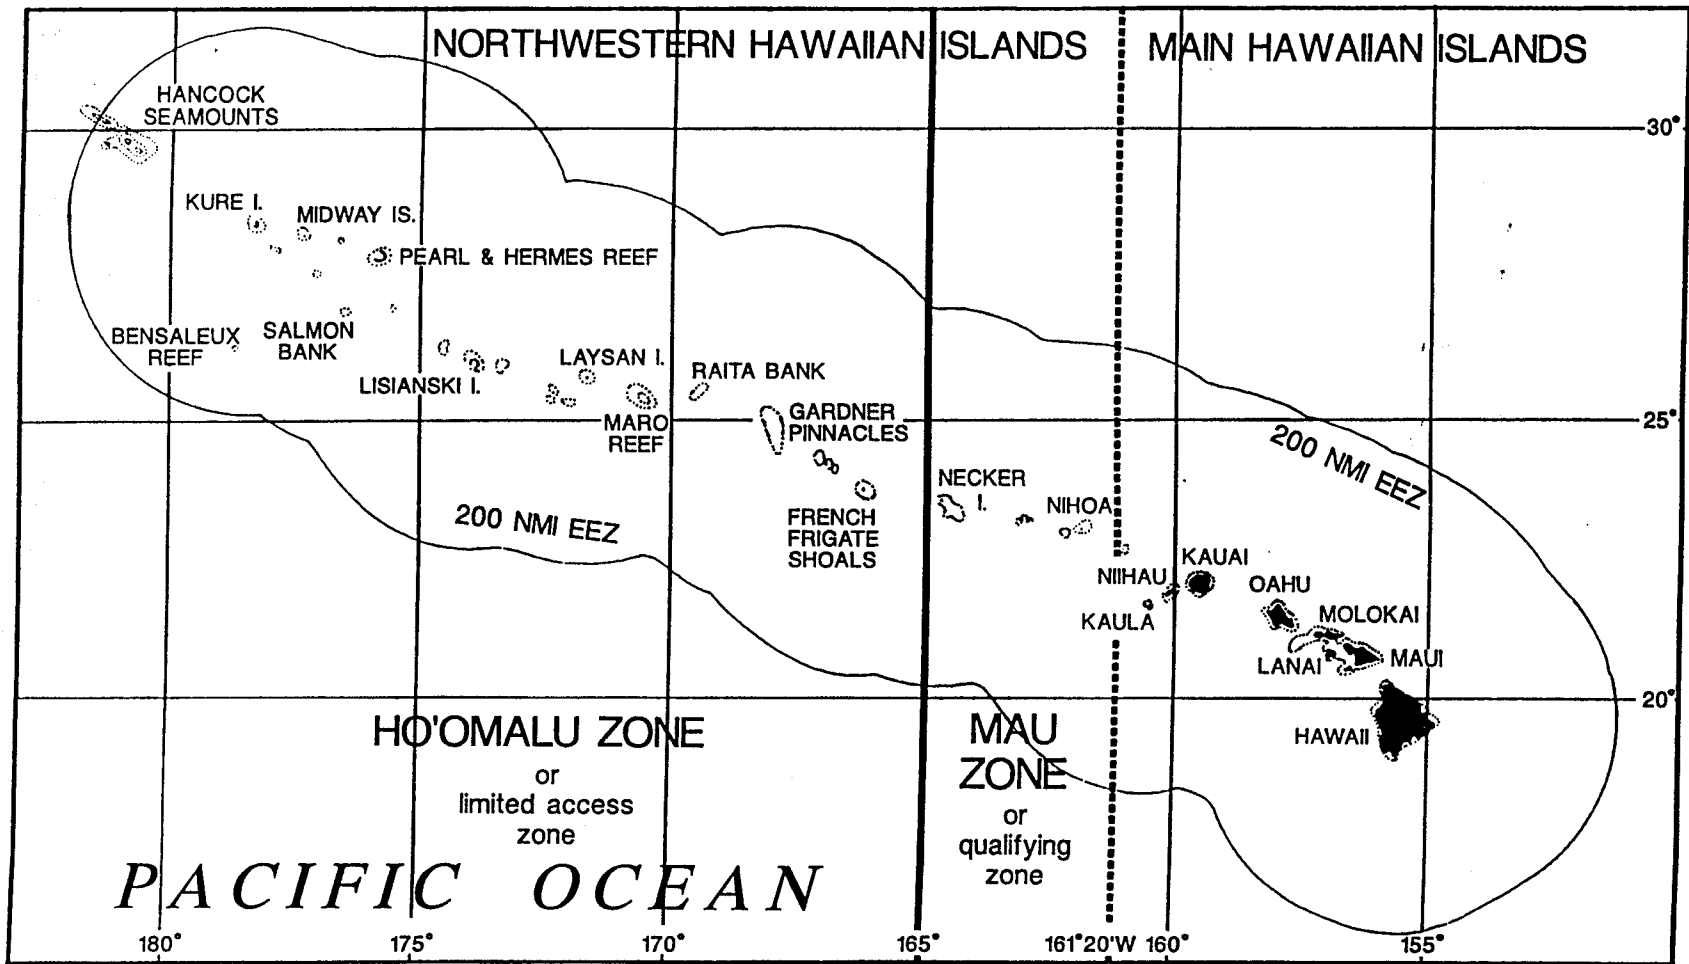 NORTHWESTERN HAWAIIAN ISLANDS
MAIN HAWAIIAN ISLANDS
HANCOCK
SEAMOUNTS
30°
KURE I.
MIDWAY IS.
PEARL & HERMES REEF
BENSALEUX
REEF
SALMON
BANK
LISIANSKI I.
LAYSAN I.
RAITA BANK
MARO
REEF
GARDNER
PINNACLES
25°
200 NMI EEZ
200 NMI EEZ
FRENCH
FRIGATE
SHOALS
NECKER
I.
NIHOA
NIIHAU
KAUAI
KAULA
OAHU
MOLOKAI
LANAI
MAUI
HAWAII
20°
HO'OMALU ZONE
or
limited access
zone
MAU
ZONE
or
qualifying
zone
PACIFIC OCEAN
180°
175°
170°
165°
161°20'W
160°
155°